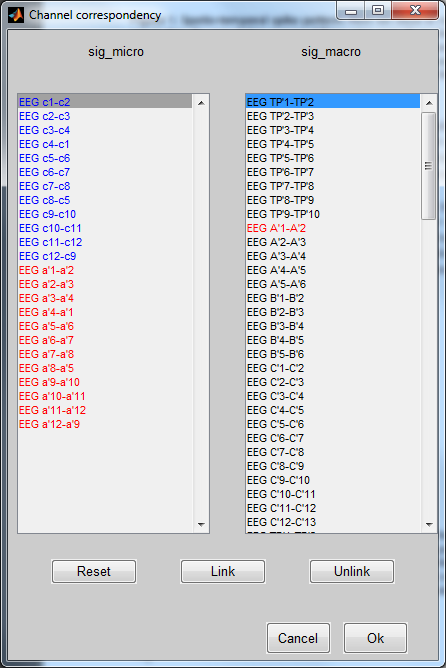 Channel correspondency
sig_micro
sig_macro
EEG c1-c2
EEG c2-c3
EEG c3-c4
EEG c4-c1
EEG c5-c6
EEG c6-c7
EEG c7-c8
EEG c8-c5
EEG c9-c10
EEG c10-c11
EEG c11-c12
EEG c12-c9
EEG a'1-a'2
EEG a'2-a'3
EEG a'3-a'4
EEG a'4-a'1
EEG a'5-a'6
EEG a'6-a'7
EEG a'7-a'8
EEG a'8-a'5
EEG a'9-a'10
EEG a'10-a'11
EEG a'11-a'12
EEG a'12-a'9
EEG TP'1-TP'2
EEG TP'2-TP'3
EEG TP'3-TP'4
EEG TP'4-TP'5
EEG TP'5-TP'6
EEG TP'6-TP'7
EEG TP'7-TP'8
EEG TP'8-TP'9
EEG TP'9-TP'10
EEG A'1-A'2
EEG A'2-A'3
EEG A'3-A'4
EEG A'4-A'5
EEG A'5-A'6
EEG B'1-B'2
EEG B'2-B'3
EEG B'3-B'4
EEG B'4-B'5
EEG B'5-B'6
EEG C'1-C'2
EEG C'2-C'3
EEG C'3-C'4
EEG C'4-C'5
EEG C'5-C'6
EEG C'6-C'7
EEG C'7-C'8
EEG C'8-C'9
EEG C'9-C'10
EEG C'10-C'11
EEG C'11-C'12
EEG C'12-C'13
Reset
Link
Unlink
Cancel
Ok